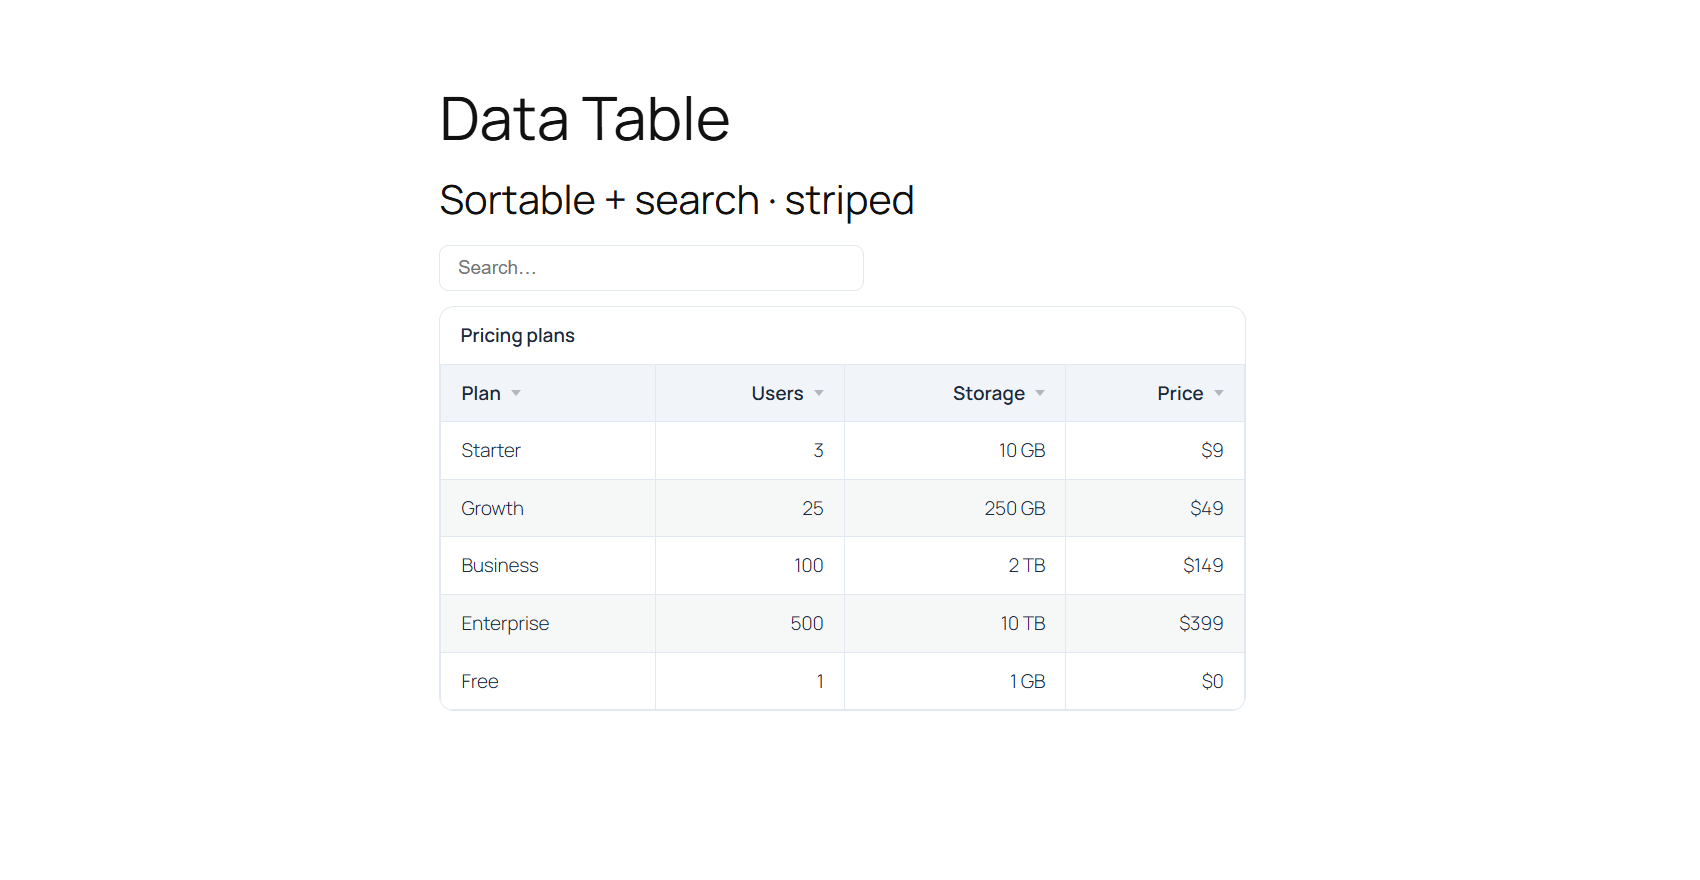 Data Table
Sortable + search · striped
Search...
Pricing plans
Plan Users Storage Price
Starter 3 10 GB $9
Growth 25 250 GB $49
Business 100 2 TB $149
Enterprise 500 10 TB $399
Free 1 1 GB $0